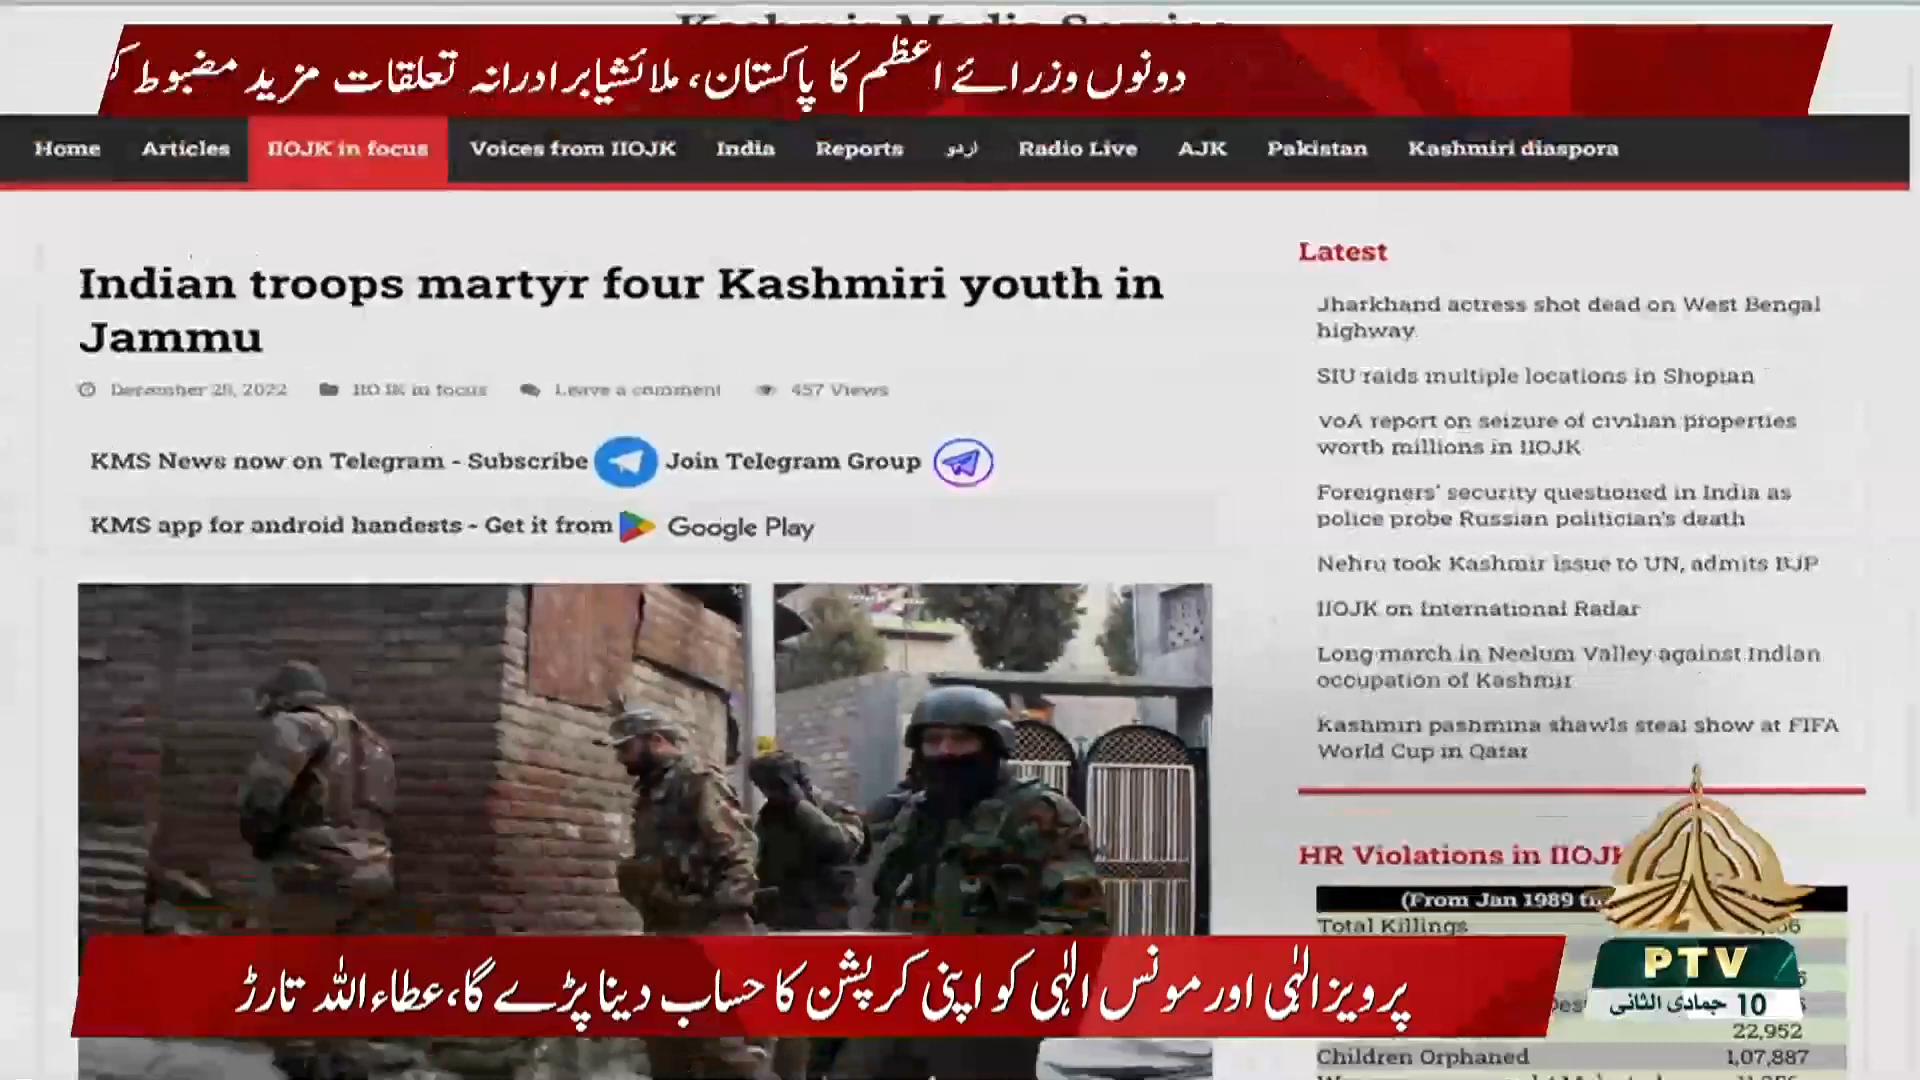 Kashmir Media Service
دونوں وزرائے اعظم کا پاکستان، ملائشیا برادرانہ تعلقات مزید مضبوط
Home Articles IIOJK in focus Voices from IIOJK India Reports اردو Radio Live AJK Pakistan Kashmiri diaspora
Indian troops martyr four Kashmiri youth in
Jammu
December 28, 2022 IIOJK in focus Leave a comment 457 Views
KMS News now on Telegram - Subscribe Join Telegram Group
KMS app for android handests - Get it from Google Play
Latest
Jharkhand actress shot dead on West Bengal
highway
SIU raids multiple locations in Shopian
VoA report on seizure of civilian properties
worth millions in IIOJK
Foreigners' security questioned in India as
police probe Russian politician's death
Nehru took Kashmir issue to UN, admits BJP
IIOJK on International Radar
Long march in Neelum Valley against Indian
occupation of Kashmir
Kashmiri pashmina shawls steal show at FIFA
World Cup in Qatar
HR Violations in
(From Jan 1989
Total Killings
پرویز الٰہی اور مونس الٰہی کو اپنی کرپشن کا حساب دینا پڑے گا، عطاءاللہ تارڑ
PTV
10 جمادی الثانی
22,952
Children Orphaned 1,07,887